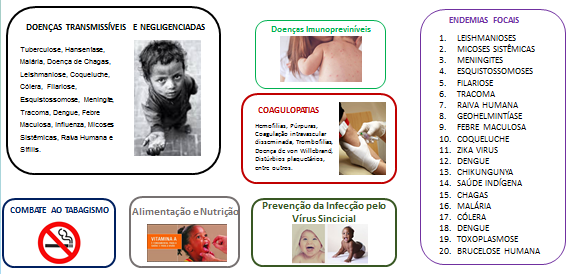 DOENÇAS TRANSMISSÍVEIS E NEGLIGENCIADAS
Tuberculose, Hanseníase,
Malária, Doença de Chagas,
Leishmaniose, Coqueluche,
Cólera, Filariose,
Esquistossomose, Meningite,
Tracoma, Dengue, Febre
Maculosa, Influenza, Micoses
Sistêmicas, Raiva Humana e
Sífilis.
Doenças Imunopreviníveis
COAGULOPATIAS
Hemofilias, Púrpuras,
Coagulação intravascular
disseminada, Trombofilias,
Doença de von Willebrand,
Distúrbios plaquetários,
entre outros.
ENDEMIAS FOCAIS
1. LEISHMANIOSES
2. MICOSES SISTÊMICAS
3. MENINGITES
4. ESQUISTOSSOMOSES
5. FILARIOSE
6. TRACOMA
7. RAIVA HUMANA
8. GEOHELMINTÍASE
9. FEBRE MACULOSA
10. COQUELUCHE
11. ZIKA VIRUS
12. DENGUE
13. CHIKUNGUNYA
14. SAÚDE INDÍGENA
15. CHAGAS
16. MALÁRIA
17. CÓLERA
18. DENGUE
19. TOXOPLASMOSE
20. BRUCELOSE HUMANA
COMBATE AO TABAGISMO
Alimentação e Nutrição
VITAMINA A
Prevenção da Infecção pelo
Vírus Sincicial